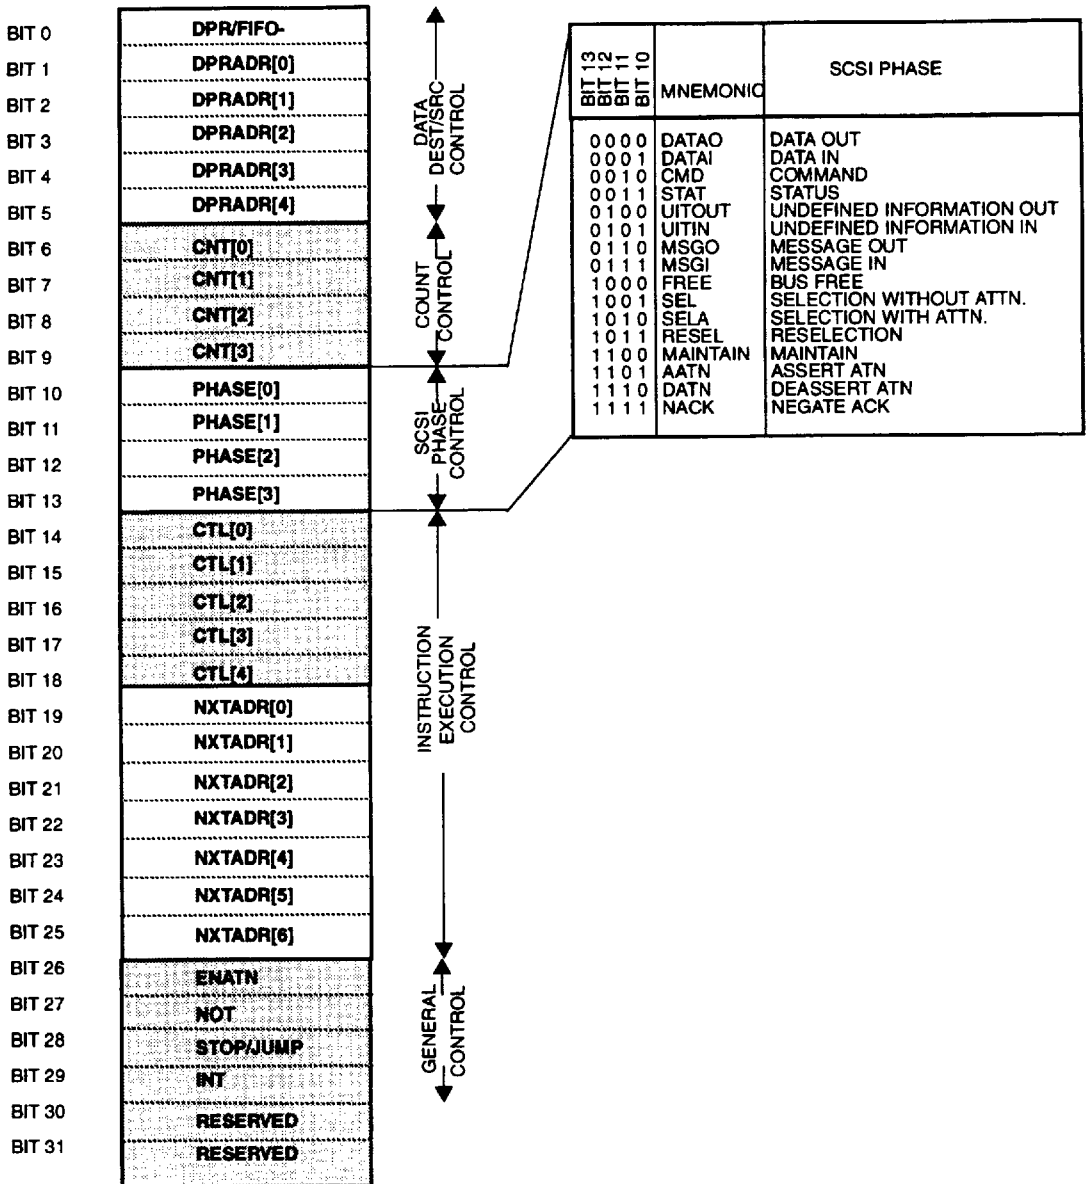 BIT 0 DPR/FIFO-
BIT 1 DPRADR[0]
BIT 2 DPRADR[1]
BIT 3 DPRADR[2]
BIT 4 DPRADR[3]
BIT 5 DPRADR[4]
BIT 6 CNT[0]
BIT 7 CNT[1]
BIT 8 CNT[2]
BIT 9 CNT[3]
BIT 10 PHASE[0]
BIT 11 PHASE[1]
BIT 12 PHASE[2]
BIT 13 PHASE[3]
BIT 14 CTL[0]
BIT 15 CTL[1]
BIT 16 CTL[2]
BIT 17 CTL[3]
BIT 18 CTL[4]
BIT 19 NXTADR[0]
BIT 20 NXTADR[1]
BIT 21 NXTADR[2]
BIT 22 NXTADR[3]
BIT 23 NXTADR[4]
BIT 24 NXTADR[5]
BIT 25 NXTADR[6]
BIT 26 ENATN
BIT 27 NOT
BIT 28 STOP/JUMP
BIT 29 INT
BIT 30 RESERVED
BIT 31 RESERVED
DATA
DEST/SRC
CONTROL
COUNT
CONTROL
SCSI
PHASE
CONTROL
INSTRUCTION
EXECUTION
CONTROL
GENERAL
CONTROL
BIT 13
BIT 12
BIT 11
BIT 10
MNEMONIC
SCSI PHASE
0 0 0 0 DATAO DATA OUT
0 0 0 1 DATAI DATA IN
0 0 1 0 CMD COMMAND
0 0 1 1 STAT STATUS
0 1 0 0 UITOUT UNDEFINED INFORMATION OUT
0 1 0 1 UITIN UNDEFINED INFORMATION IN
0 1 1 0 MSGO MESSAGE OUT
0 1 1 1 MSGI MESSAGE IN
1 0 0 0 FREE BUS FREE
1 0 0 1 SEL SELECTION WITHOUT ATTN.
1 0 1 0 SELA SELECTION WITH ATTN.
1 0 1 1 RESEL RESELECTION
1 1 0 0 MAINTAIN MAINTAIN
1 1 0 1 AATN ASSERT ATN
1 1 1 0 DATN DEASSERT ATN
1 1 1 1 NACK NEGATE ACK